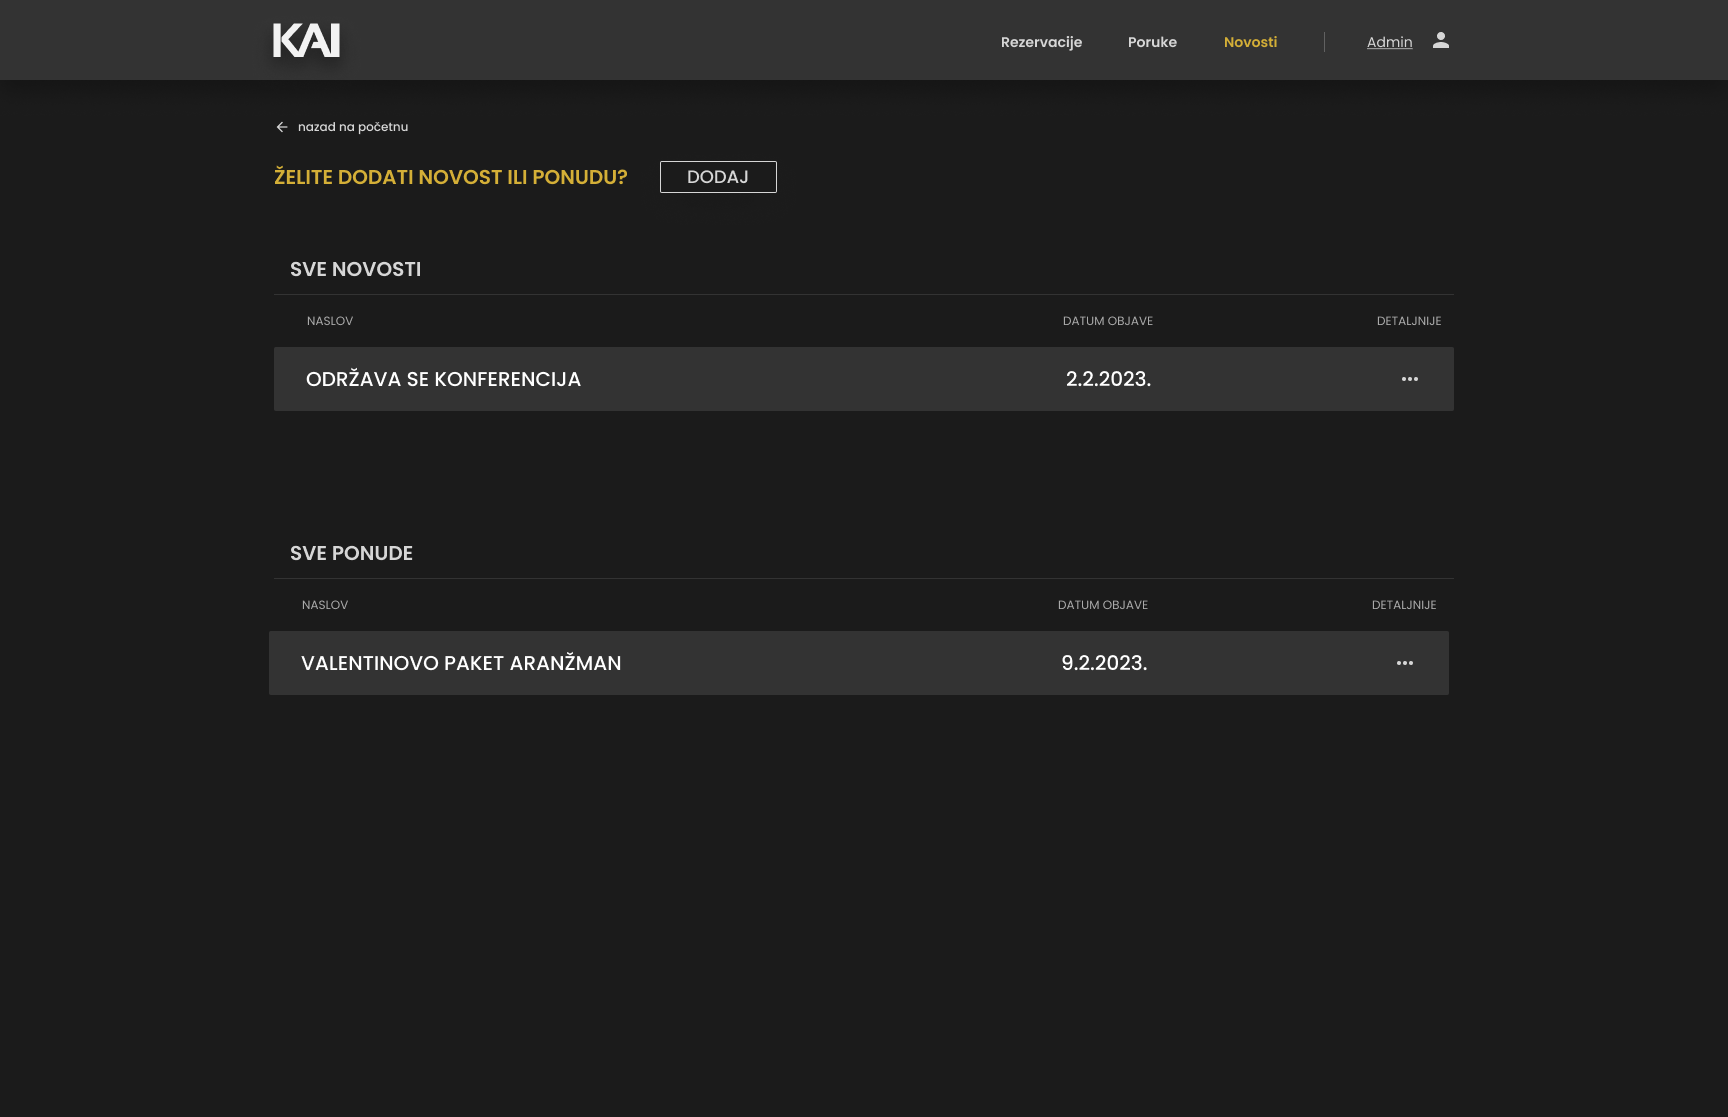 KAI
Rezervacije Poruke Novosti Admin
nazad na početnu
ŽELITE DODATI NOVOST ILI PONUDU? DODAJ
SVE NOVOSTI
NASLOV DATUM OBJAVE DETALJNIJE
ODRŽAVA SE KONFERENCIJA 2.2.2023.
SVE PONUDE
NASLOV DATUM OBJAVE DETALJNIJE
VALENTINOVO PAKET ARANŽMAN 9.2.2023.